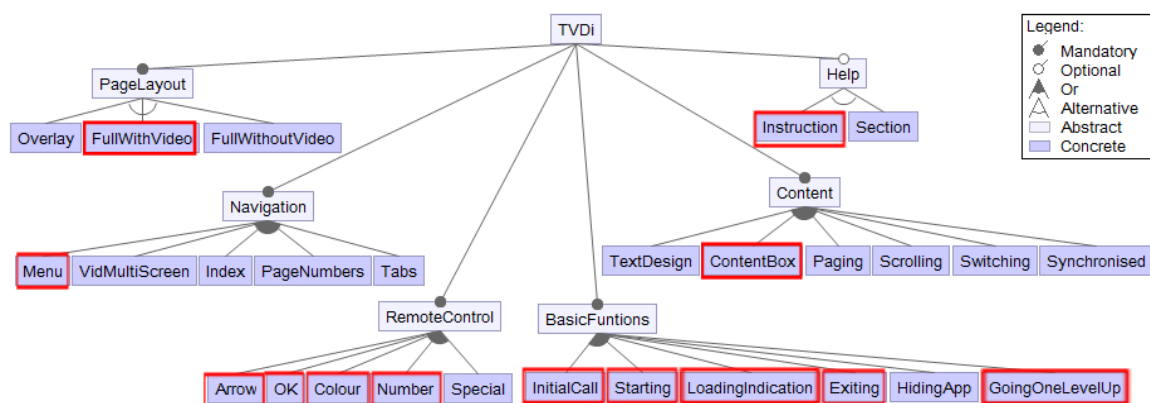 TVDi
Legend:
Mandatory
Optional
Or
Alternative
Abstract
Concrete
PageLayout
Help
Overlay
FullWithVideo
FullWithoutVideo
Instruction
Section
Navigation
Content
Menu
VidMultiScreen
Index
PageNumbers
Tabs
TextDesign
ContentBox
Paging
Scrolling
Switching
Synchronised
RemoteControl
BasicFuntions
Arrow
OK
Colour
Number
Special
InitialCall
Starting
LoadingIndication
Exiting
HidingApp
GoingOneLevelUp